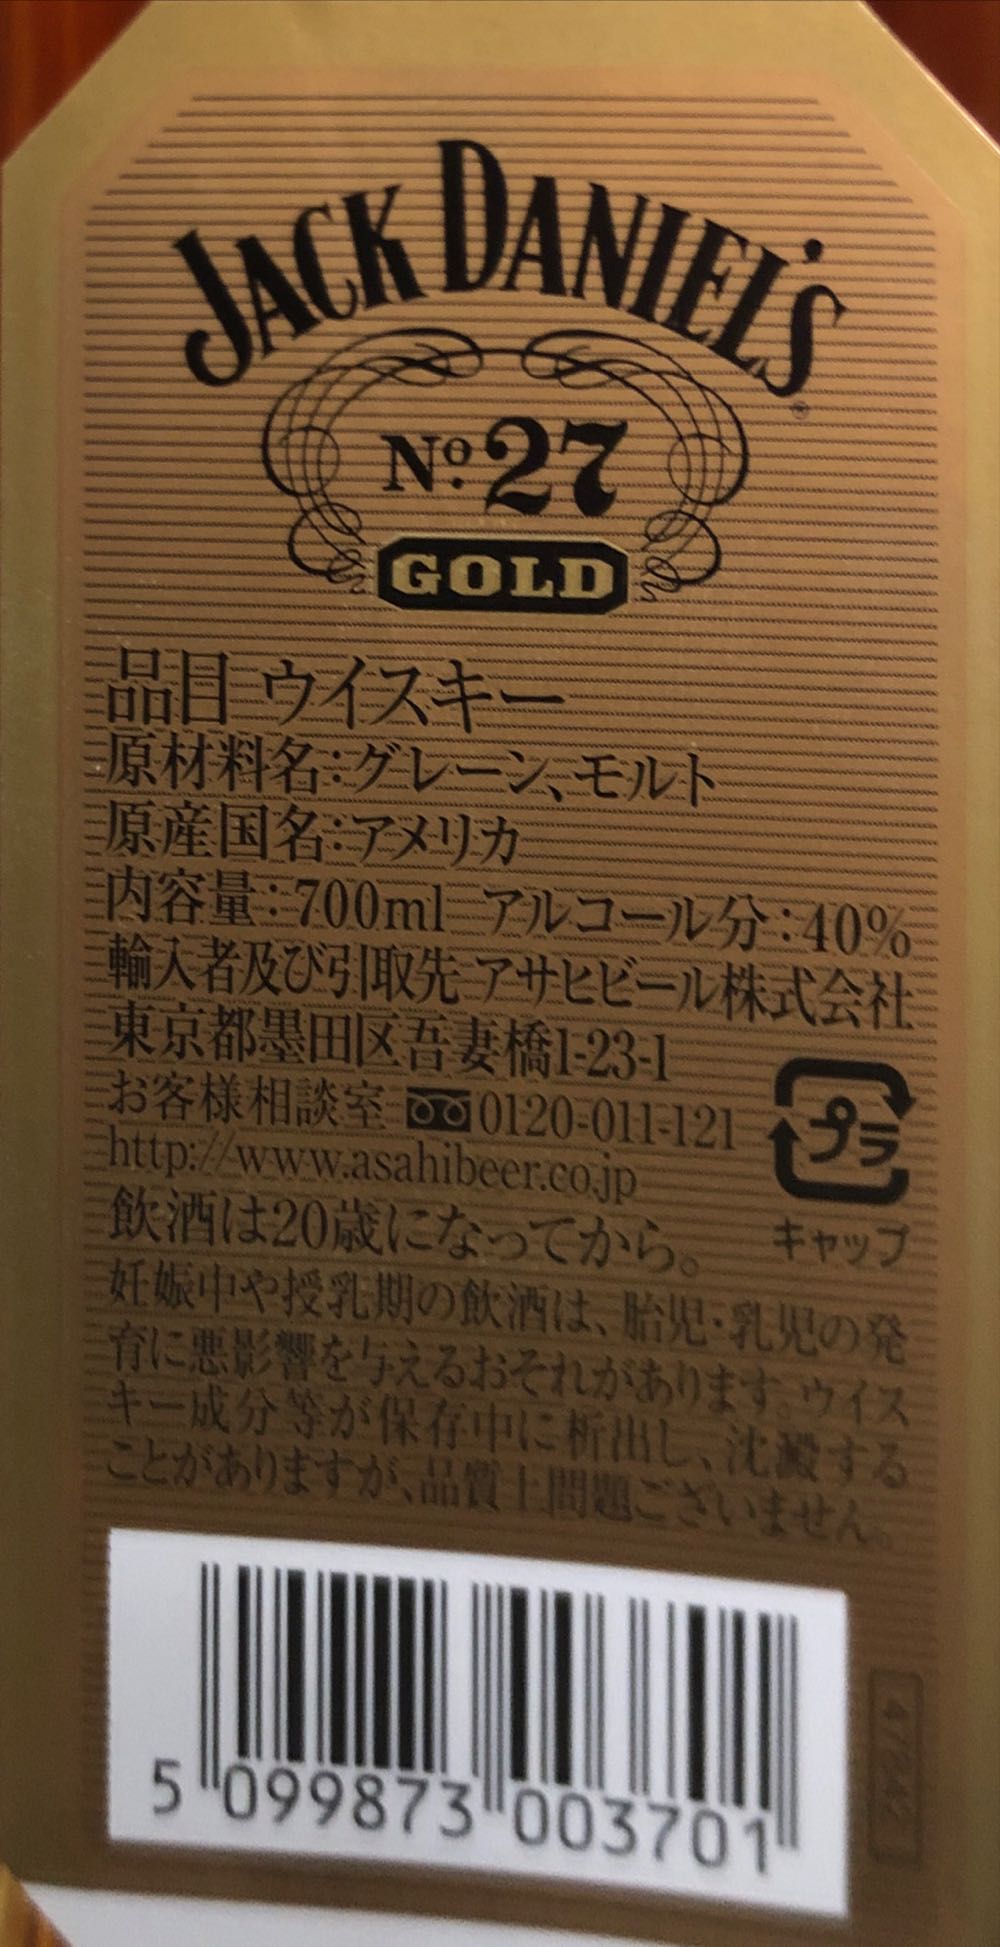 JACK DANIEL'S
No. 27
GOLD
品目 ウイスキー
原材料名:グレーン、モルト
原産国名:アメリカ
内容量:700ml アルコール分:40%
輸入者及び引取先 アサヒビール株式会社
東京都墨田区吾妻橋1-23-1
お客様相談室 0120-011-121
http://www.asahibeer.co.jp
プラ
キャップ
飲酒は20歳になってから。
妊娠中や授乳期の飲酒は、胎児・乳児の発
育に悪影響を与えるおそれがあります。ウイス
キー成分等が保存中に析出し、沈澱する
ことがありますが、品質上問題ございません。
5 099873 003701